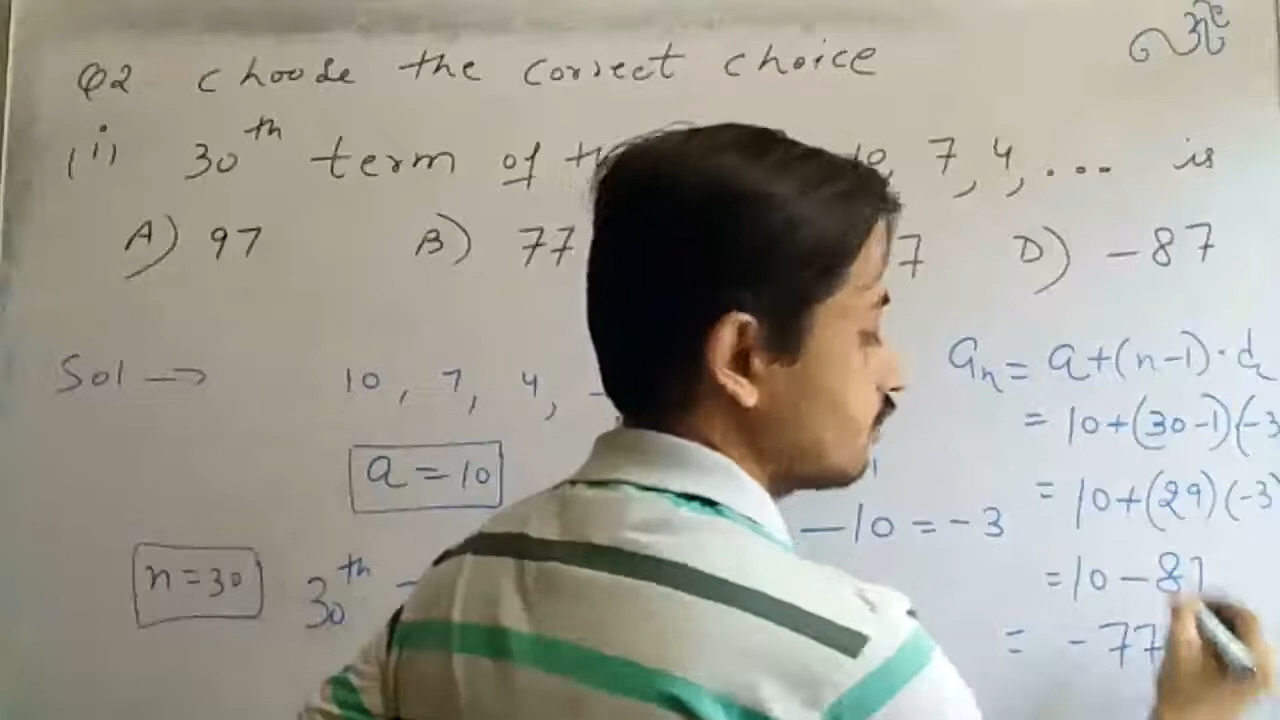 Q2 choose the correct choice
(i) 30th term of 10, 7, 4, ... is
A) 97 B) 77 7 D) -87
Sol → 10, 7, 4,
a = 10
n = 30 30th
-10 = -3
an = a+(n-1)·d
= 10+(30-1)(-3
= 10+(29)(-3)
= 10-87
= -77